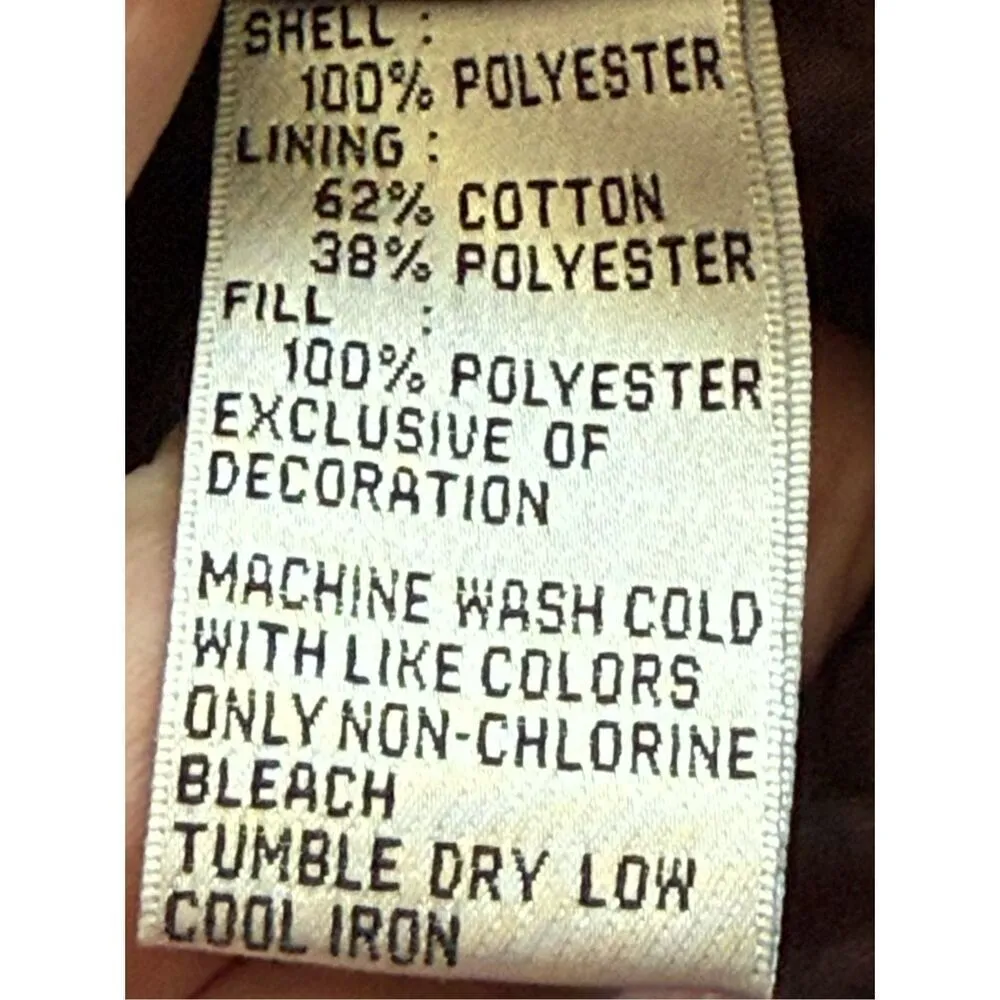 SHELL :
100% POLYESTER
LINING :
62% COTTON
38% POLYESTER
FILL :
100% POLYESTER
EXCLUSIVE OF
DECORATION
MACHINE WASH COLD
WITH LIKE COLORS
ONLY NON-CHLORINE
BLEACH
TUMBLE DRY LOW
COOL IRON